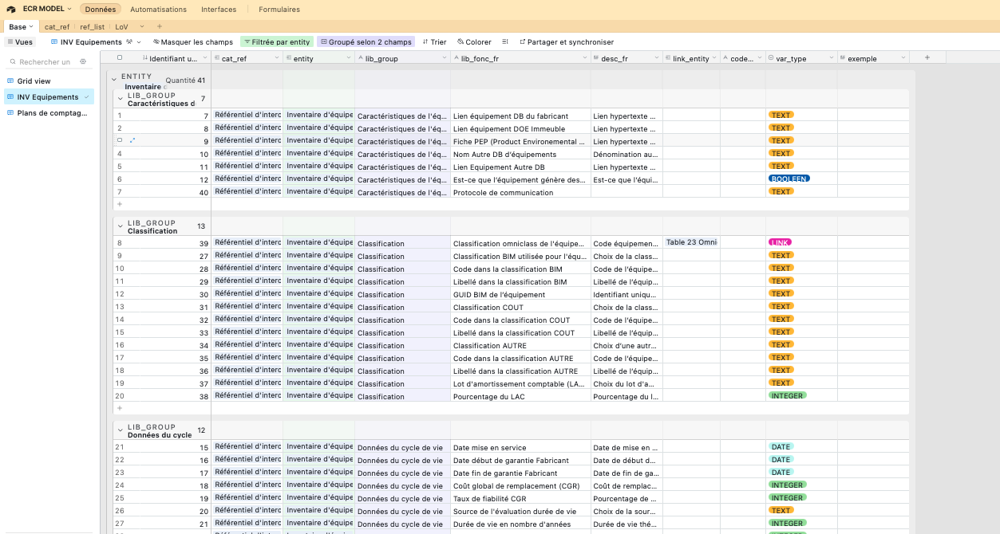 ECR MODEL Données Automatisations Interfaces Formulaires
Base cat_ref ref_list LoV
Vues INV Equipements Masquer les champs Filtrée par entity Groupé selon 2 champs Trier Colorer Partager et synchroniser
Rechercher un
Grid view
INV Equipements
Plans de comptag...
Identifiant u... cat_ref entity lib_group lib_fonc_fr desc_fr link_entity code... var_type exemple
ENTITY
Inventaire
Quantité 41
LIB_GROUP
Caractéristiques d
7
1 7 Référentiel d'interc Inventaire d'équipe Caractéristiques de l'éq... Lien équipement DB du fabricant Lien hypertexte ... TEXT
2 8 Référentiel d'interc Inventaire d'équipe Caractéristiques de l'éq... Lien équipement DOE Immeuble Lien hypertexte ... TEXT
9 Référentiel d'interc Inventaire d'équipe Caractéristiques de l'éq... Fiche PEP (Product Environemental ... Lien hypertexte ... TEXT
4 10 Référentiel d'interc Inventaire d'équipe Caractéristiques de l'éq... Nom Autre DB d'équipements Dénomination au... TEXT
5 11 Référentiel d'interc Inventaire d'équipe Caractéristiques de l'éq... Lien Equipement Autre DB Lien hypertexte ... TEXT
6 12 Référentiel d'interc Inventaire d'équipe Caractéristiques de l'éq... Est-ce que l'équipement génère des... Est-ce que l'équi... BOOLEEN
7 40 Référentiel d'interc Inventaire d'équipe Caractéristiques de l'éq... Protocole de communication TEXT
LIB_GROUP
Classification
13
8 39 Référentiel d'interc Inventaire d'équipe Classification Classification omniclass de l'équipe... Code équipemen... Table 23 Omni LINK
9 27 Référentiel d'interc Inventaire d'équipe Classification Classification BIM utilisée pour l'équ... Choix de la class... TEXT
10 28 Référentiel d'interc Inventaire d'équipe Classification Code dans la classification BIM Code de l'équipe... TEXT
11 29 Référentiel d'interc Inventaire d'équipe Classification Libellé dans la classification BIM Libellé de l'équip... TEXT
12 30 Référentiel d'interc Inventaire d'équipe Classification GUID BIM de l'équipement Identifiant uniqu... TEXT
13 31 Référentiel d'interc Inventaire d'équipe Classification Classification COUT Choix de la class... TEXT
14 32 Référentiel d'interc Inventaire d'équipe Classification Code dans la classification COUT Code de l'équipe... TEXT
15 33 Référentiel d'interc Inventaire d'équipe Classification Libellé dans la classification COUT Libellé de l'équip... TEXT
16 34 Référentiel d'interc Inventaire d'équipe Classification Classification AUTRE Choix d'une autr... TEXT
17 35 Référentiel d'interc Inventaire d'équipe Classification Code dans la classification AUTRE Code de l'équipe... TEXT
18 36 Référentiel d'interc Inventaire d'équipe Classification Libellé dans la classification AUTRE Libellé de l'équip... TEXT
19 37 Référentiel d'interc Inventaire d'équipe Classification Lot d'amortissement comptable (LA... Choix du lot d'a... TEXT
20 38 Référentiel d'interc Inventaire d'équipe Classification Pourcentage du LAC Pourcentage du l... INTEGER
LIB_GROUP
Données du cycle
12
21 15 Référentiel d'interc Inventaire d'équipe Données du cycle de vie Date mise en service Date de mise en ... DATE
22 16 Référentiel d'interc Inventaire d'équipe Données du cycle de vie Date début de garantie Fabricant Date de début d... DATE
23 17 Référentiel d'interc Inventaire d'équipe Données du cycle de vie Date fin de garantie Fabricant Date de fin de ga... DATE
24 18 Référentiel d'interc Inventaire d'équipe Données du cycle de vie Coût global de remplacement (CGR) Coût de remplac... INTEGER
25 19 Référentiel d'interc Inventaire d'équipe Données du cycle de vie Taux de fiabilité CGR Pourcentage de ... INTEGER
26 20 Référentiel d'interc Inventaire d'équipe Données du cycle de vie Source de l'évaluation durée de vie Choix de la sour... TEXT
27 21 Référentiel d'interc Inventaire d'équipe Données du cycle de vie Durée de vie en nombre d'années Durée de vie thé... INTEGER